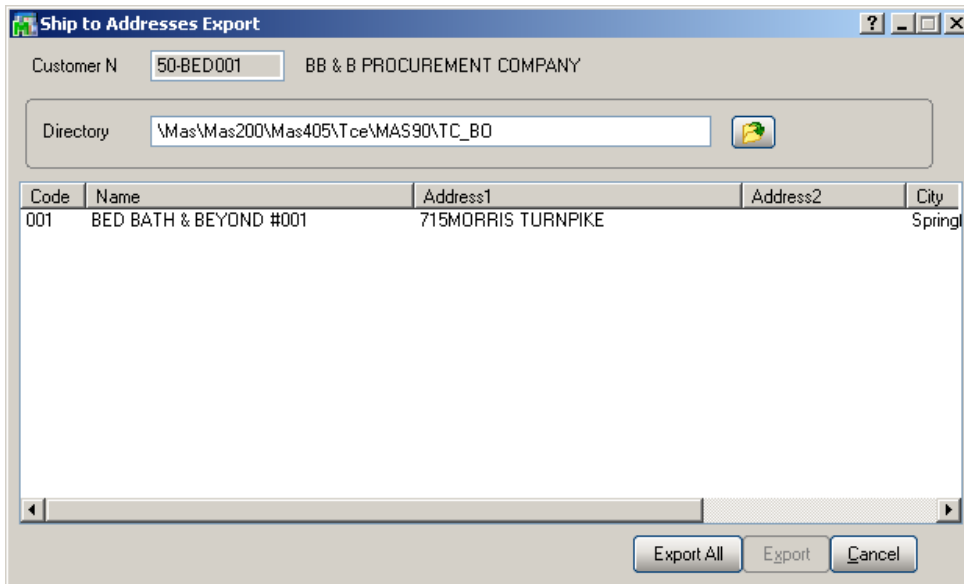 Ship to Addresses Export
Customer N 50-BED001 BB & B PROCUREMENT COMPANY
Directory \Mas\Mas200\Mas405\Tce\MAS90\TC_BO
Code Name Address1 Address2 City
001 BED BATH & BEYOND #001 715MORRIS TURNPIKE Springf
Export All Export Cancel